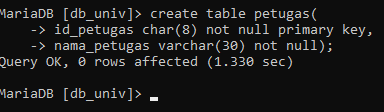 MariaDB [db_univ]> create table petugas(
    -> id_petugas char(8) not null primary key,
    -> nama_petugas varchar(30) not null);
Query OK, 0 rows affected (1.330 sec)
MariaDB [db_univ]> _